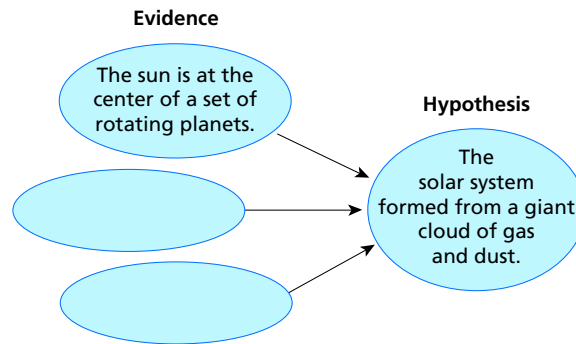 Evidence
The sun is at the
center of a set of
rotating planets.
Hypothesis
The
solar system
formed from a giant
cloud of gas
and dust.